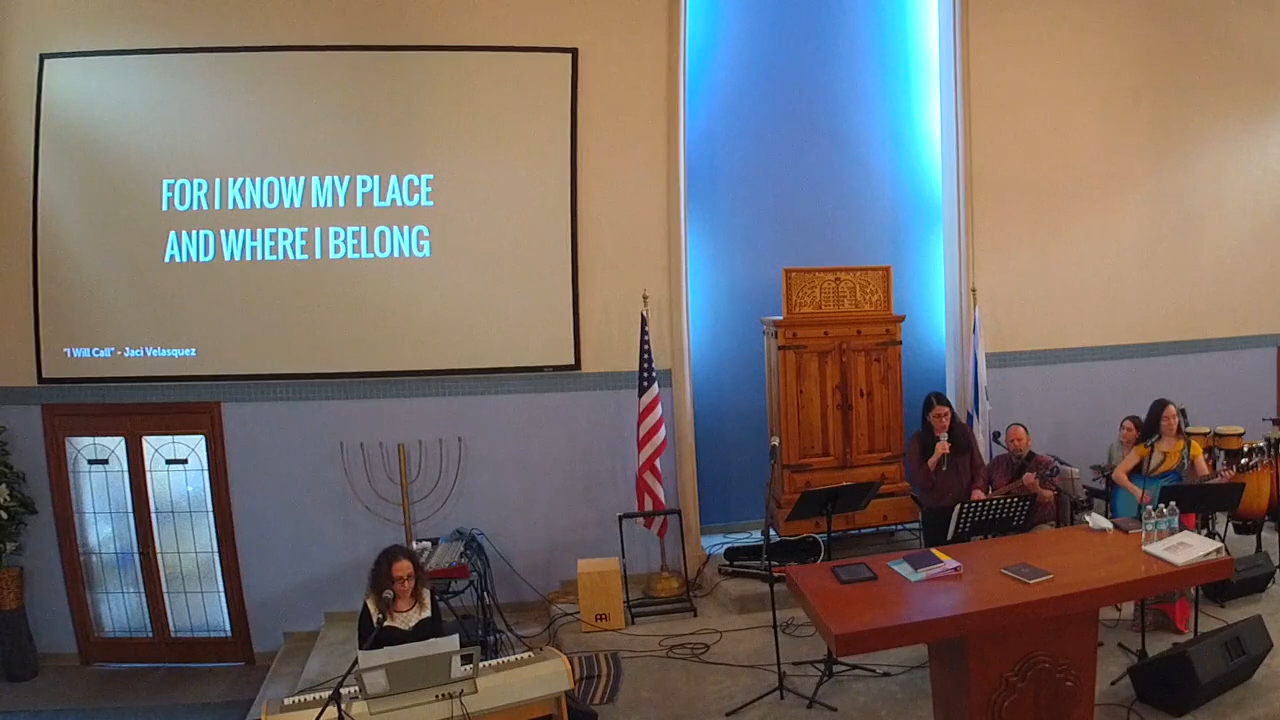 FOR I KNOW MY PLACE
AND WHERE I BELONG
"I Will Call" - Jaci Velasquez